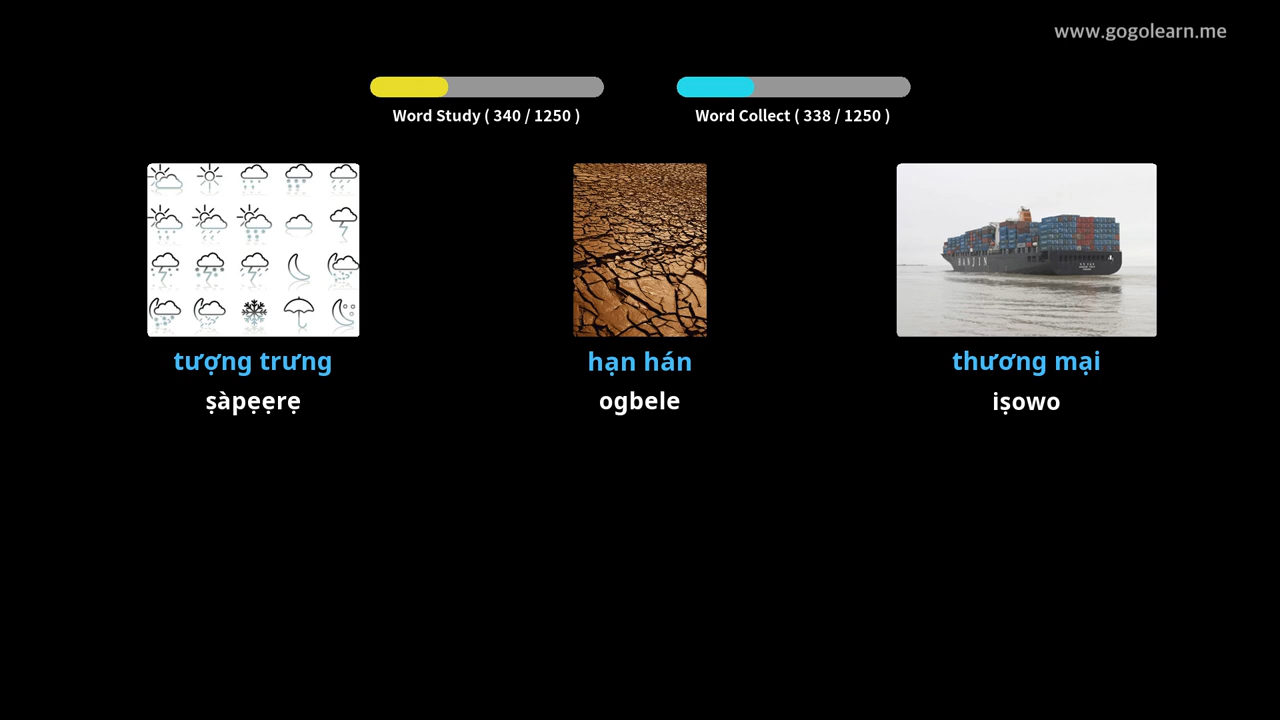 www.gogolearn.me
Word Study ( 340 / 1250 )
Word Collect ( 338 / 1250 )
HANJIN
tượng trưng
hạn hán
thương mại
ṣàpẹẹrẹ
ogbele
iṣowo